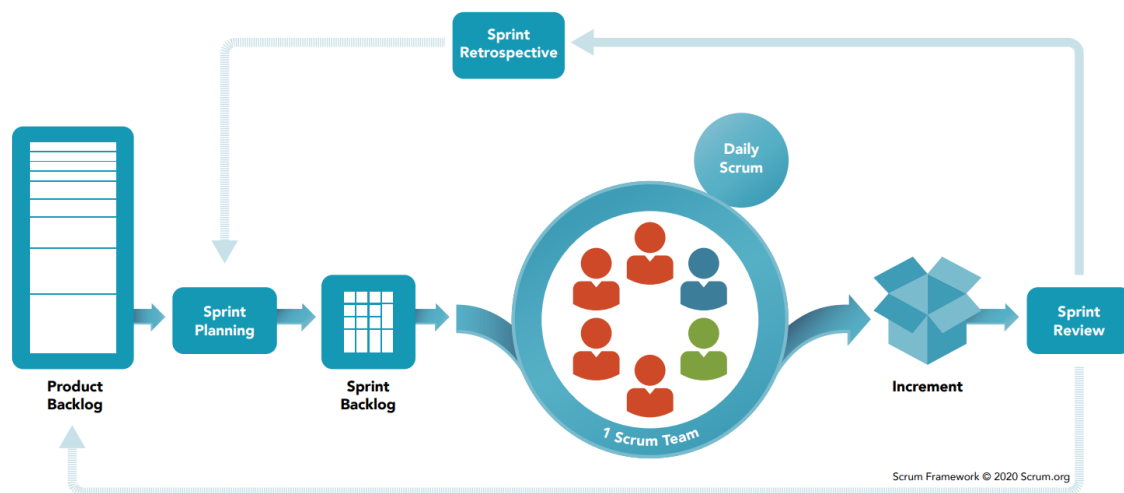 Sprint
Retrospective
Daily
Scrum
Sprint
Planning
Sprint
Review
Product
Backlog
Sprint
Backlog
Increment
1 Scrum Team
Scrum Framework © 2020 Scrum.org